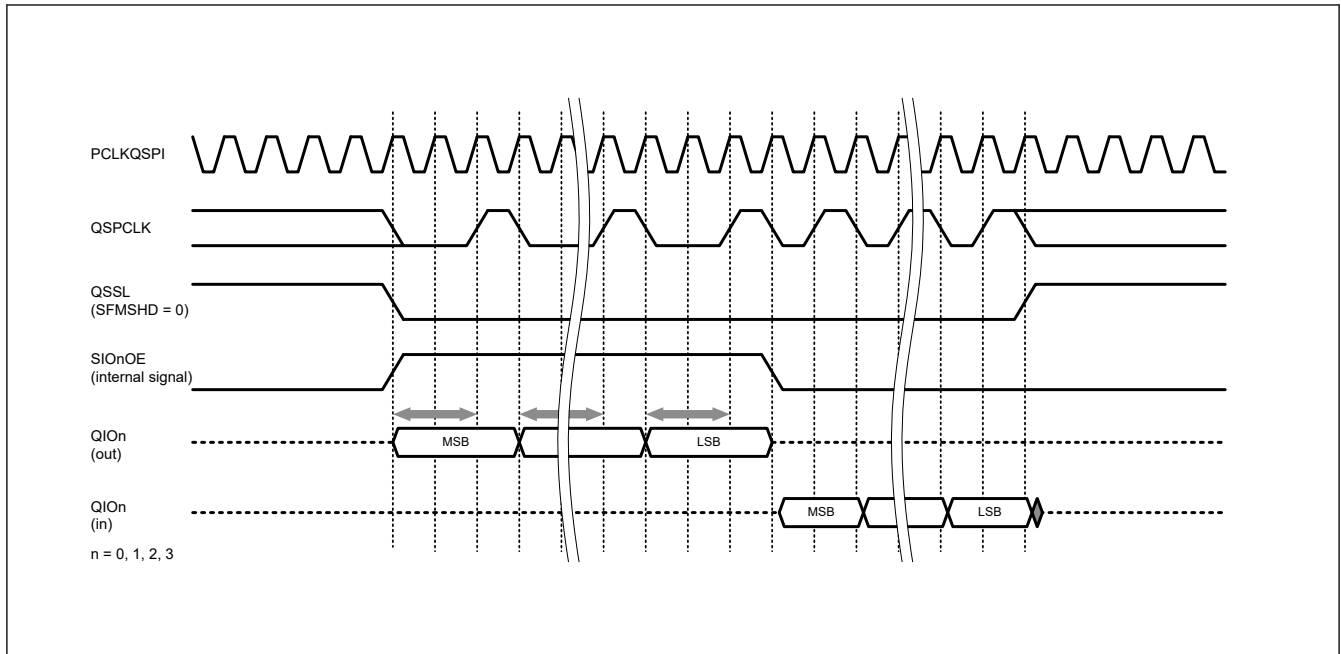 PCLKQSPI
QSPCLK
QSSL
(SFMSHD = 0)
SIOnOE
(internal signal)
QIOn
(out)
MSB
LSB
QIOn
(in)
MSB
LSB
n = 0, 1, 2, 3